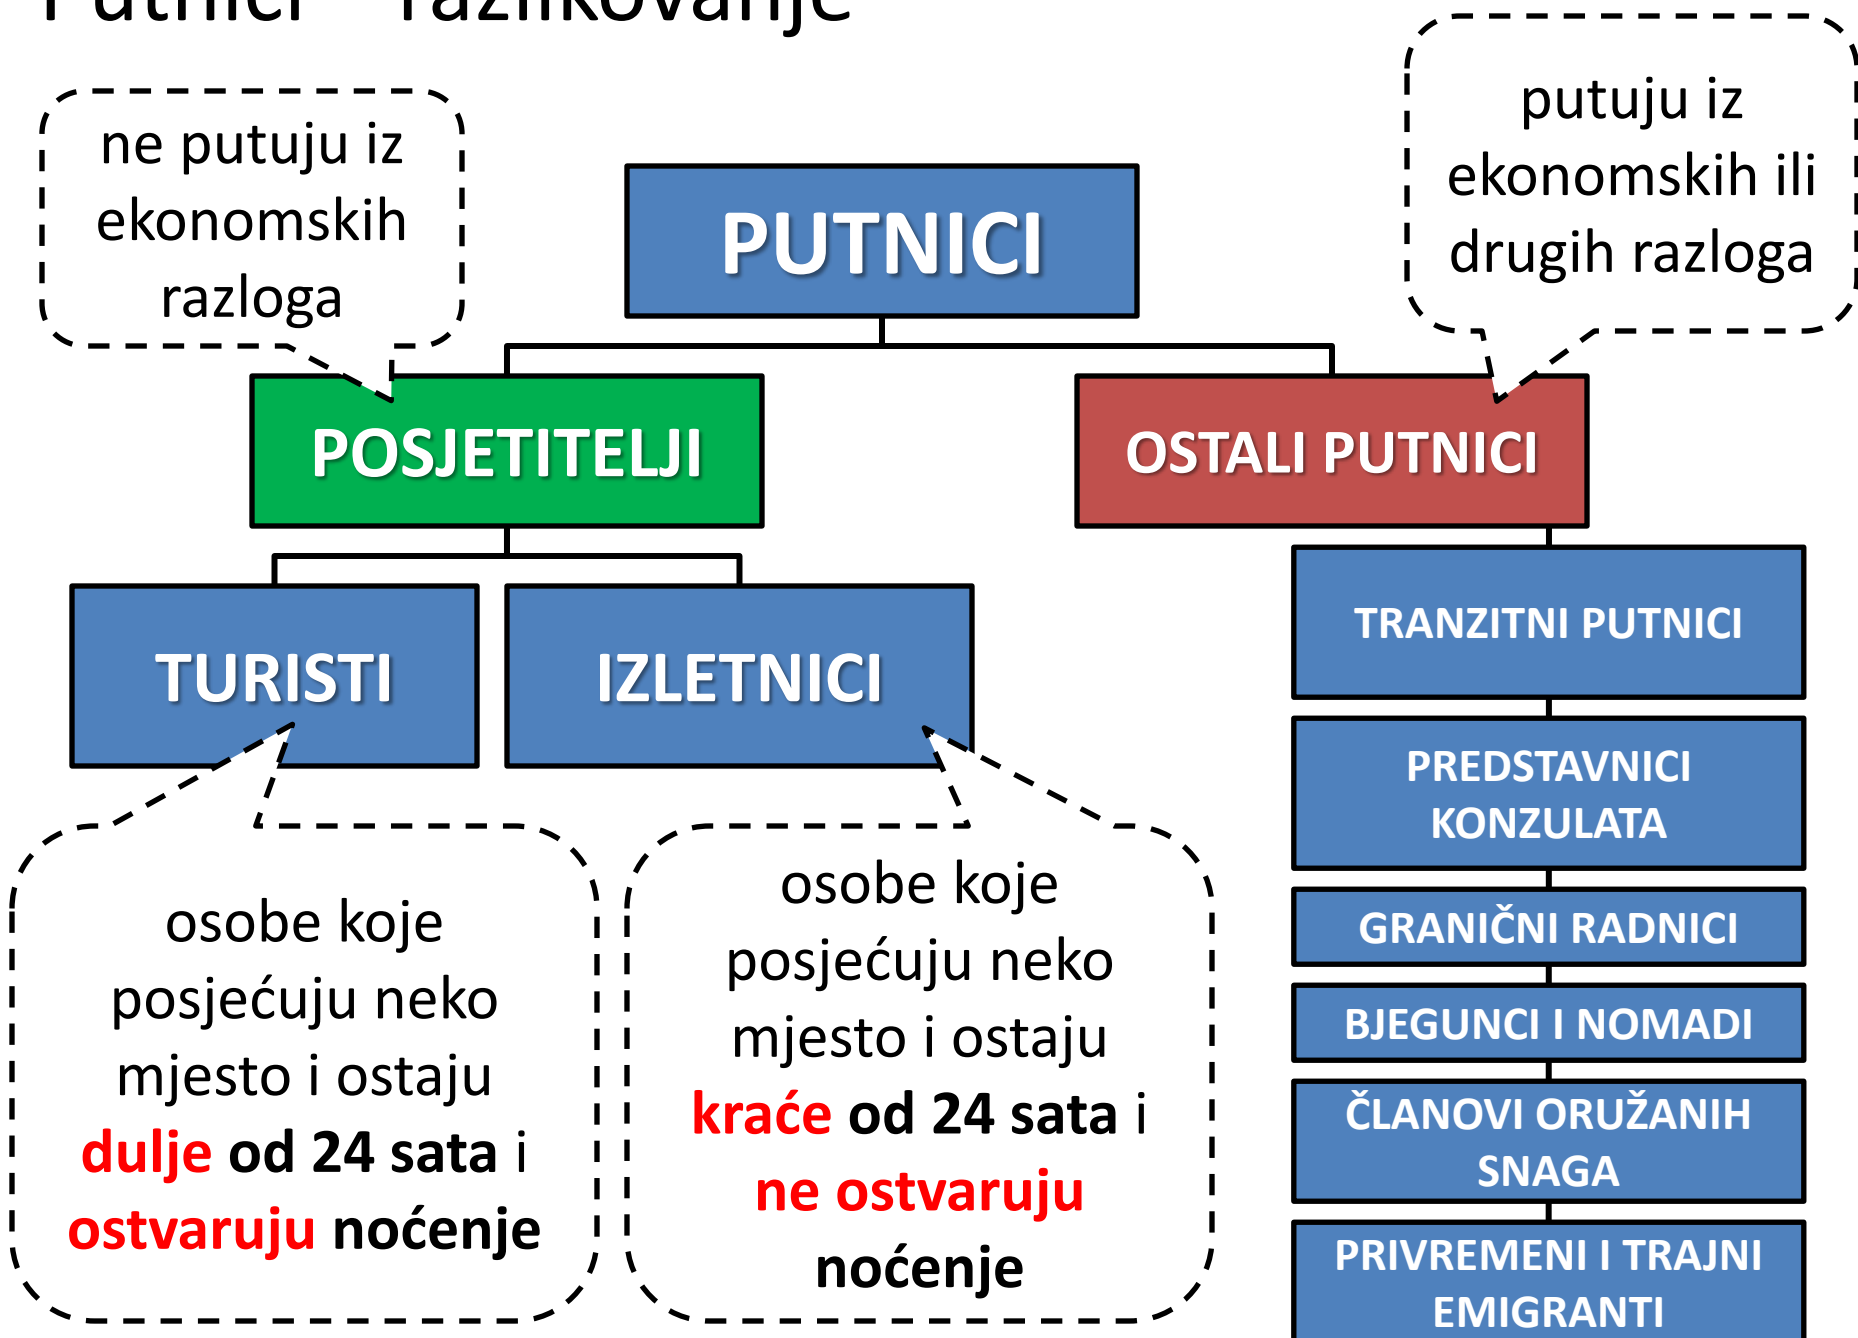 Putnici - razlikovanje
ne putuju iz
ekonomskih
razloga
putuju iz
ekonomskih ili
drugih razloga
PUTNICI
POSJETITELJI
OSTALI PUTNICI
TURISTI
IZLETNICI
osobe koje
posjećuju neko
mjesto i ostaju
dulje od 24 sata i
ostvaruju noćenje
osobe koje
posjećuju neko
mjesto i ostaju
kraće od 24 sata i
ne ostvaruju
noćenje
TRANZITNI PUTNICI
PREDSTAVNICI
KONZULATA
GRANIČNI RADNICI
BJEGUNCI I NOMADI
ČLANOVI ORUŽANIH
SNAGA
PRIVREMENI I TRAJNI
EMIGRANTI